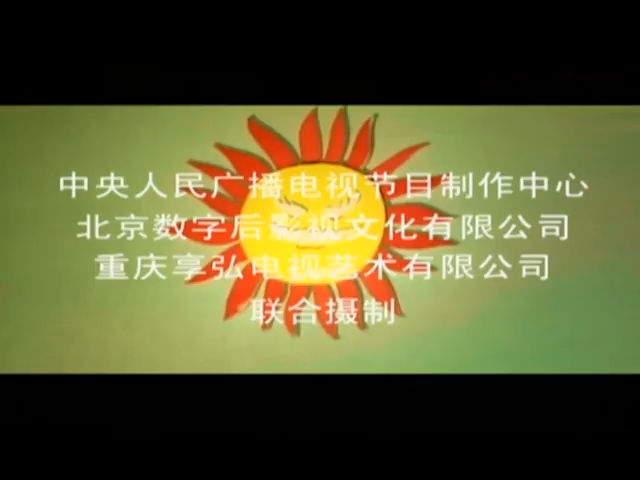 中央人民广播电视节目制作中心
北京数字后影视文化有限公司
重庆享弘电视艺术有限公司
联合摄制